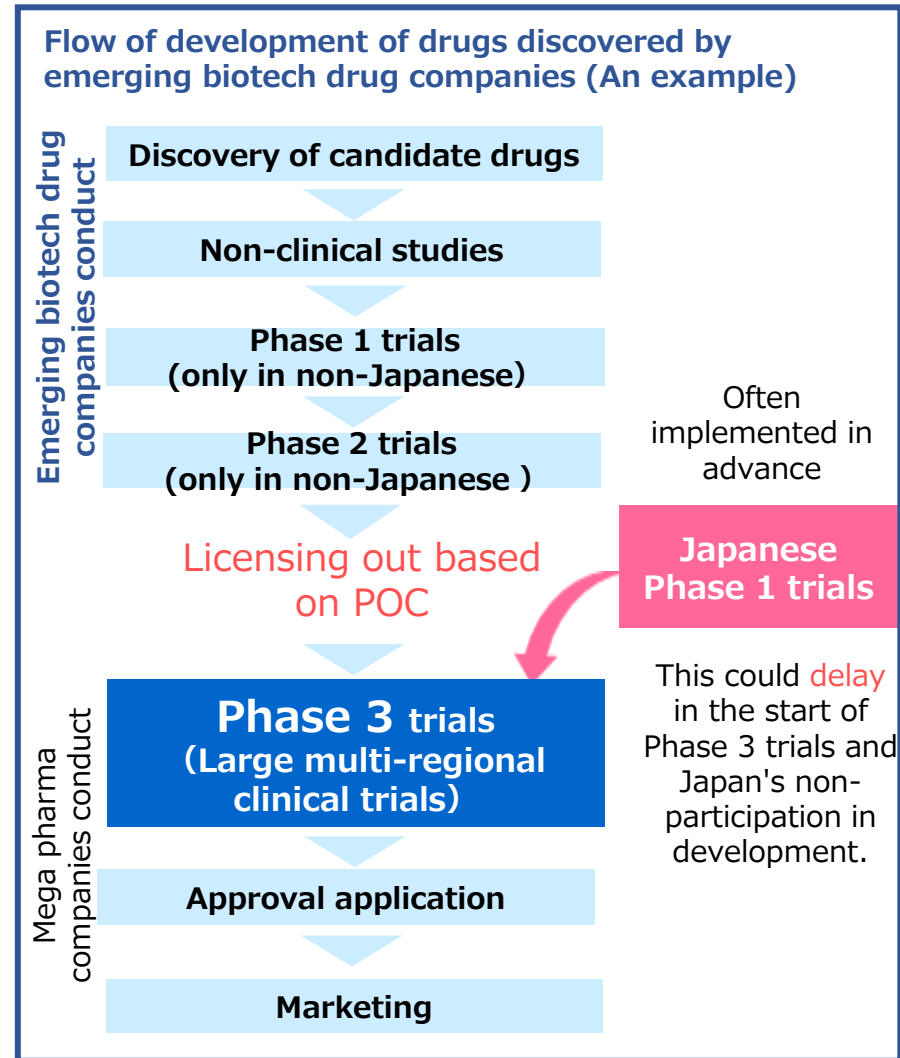 Flow of development of drugs discovered by
emerging biotech drug companies (An example)
Emerging biotech drug
companies conduct
Discovery of candidate drugs
Non-clinical studies
Phase 1 trials
(only in non-Japanese）
Phase 2 trials
(only in non-Japanese ）
Licensing out based
on POC
Often
implemented in
advance
Japanese
Phase 1 trials
This could delay
in the start of
Phase 3 trials and
Japan's non-
participation in
development.
Mega pharma
companies conduct
Phase 3 trials
（Large multi-regional
clinical trials）
Approval application
Marketing